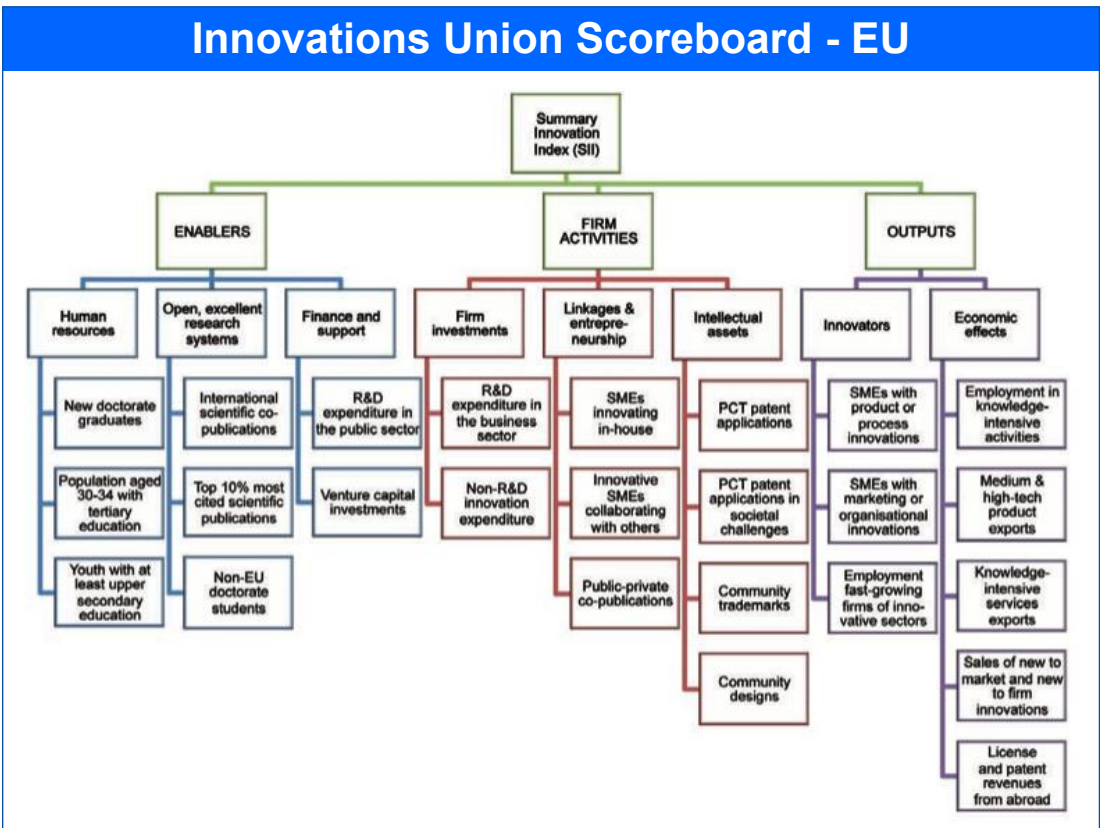 Innovations Union Scoreboard - EU
Summary
Innovation
Index (SII)
ENABLERS
FIRM
ACTIVITIES
OUTPUTS
Human
resources
Open, excellent
research
systems
Finance and
support
Firm
investments
Linkages &
entrepre-
neurship
Intellectual
assets
Innovators
Economic
effects
New doctorate
graduates
International
scientific co-
publications
R&D
expenditure in
the public sector
R&D
expenditure in
the business
sector
SMEs
innovating
in-house
PCT patent
applications
SMEs with
product or
process
innovations
Employment in
knowledge-
intensive
activities
Population aged
30-34 with
tertiary
education
Top 10% most
cited scientific
publications
Venture capital
investments
Non-R&D
innovation
expenditure
Innovative
SMEs
collaborating
with others
PCT patent
applications in
societal
challenges
SMEs with
marketing or
organisational
innovations
Medium &
high-tech
product
exports
Youth with at
least upper
secondary
education
Non-EU
doctorate
students
Public-private
co-publications
Community
trademarks
Employment
fast-growing
firms of inno-
vative sectors
Knowledge-
intensive
services
exports
Community
designs
Sales of new to
market and new
to firm
innovations
License
and patent
revenues
from abroad